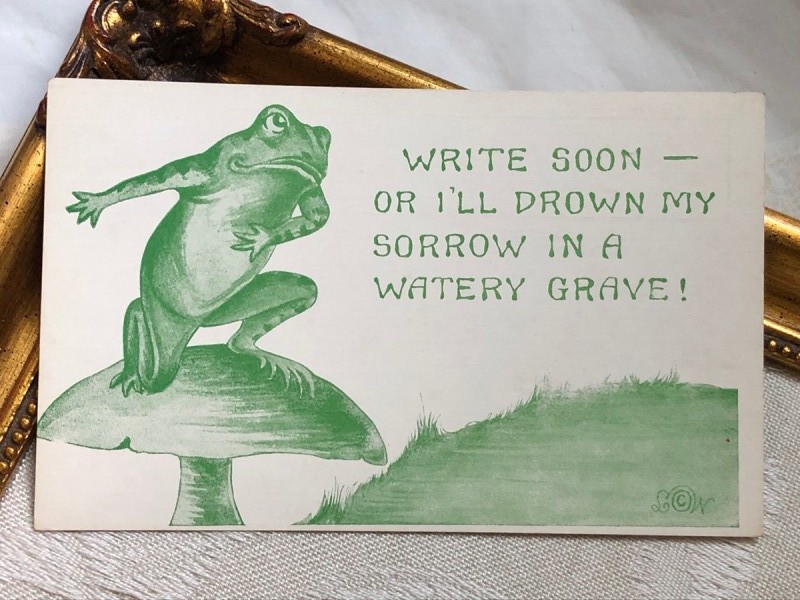 WRITE SOON —
OR I'LL DROWN MY
SORROW IN A
WATERY GRAVE!
L©W